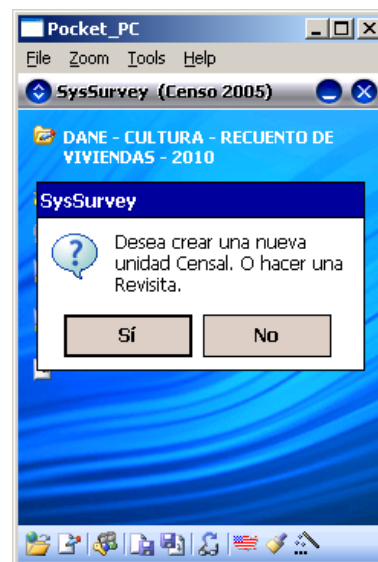 Pocket_PC
File Zoom Tools Help
SysSurvey (Censo 2005)
DANE - CULTURA - RECUENTO DE
VIVIENDAS - 2010
SysSurvey
Desea crear una nueva
unidad Censal. O hacer una
Revisita.
Sí No